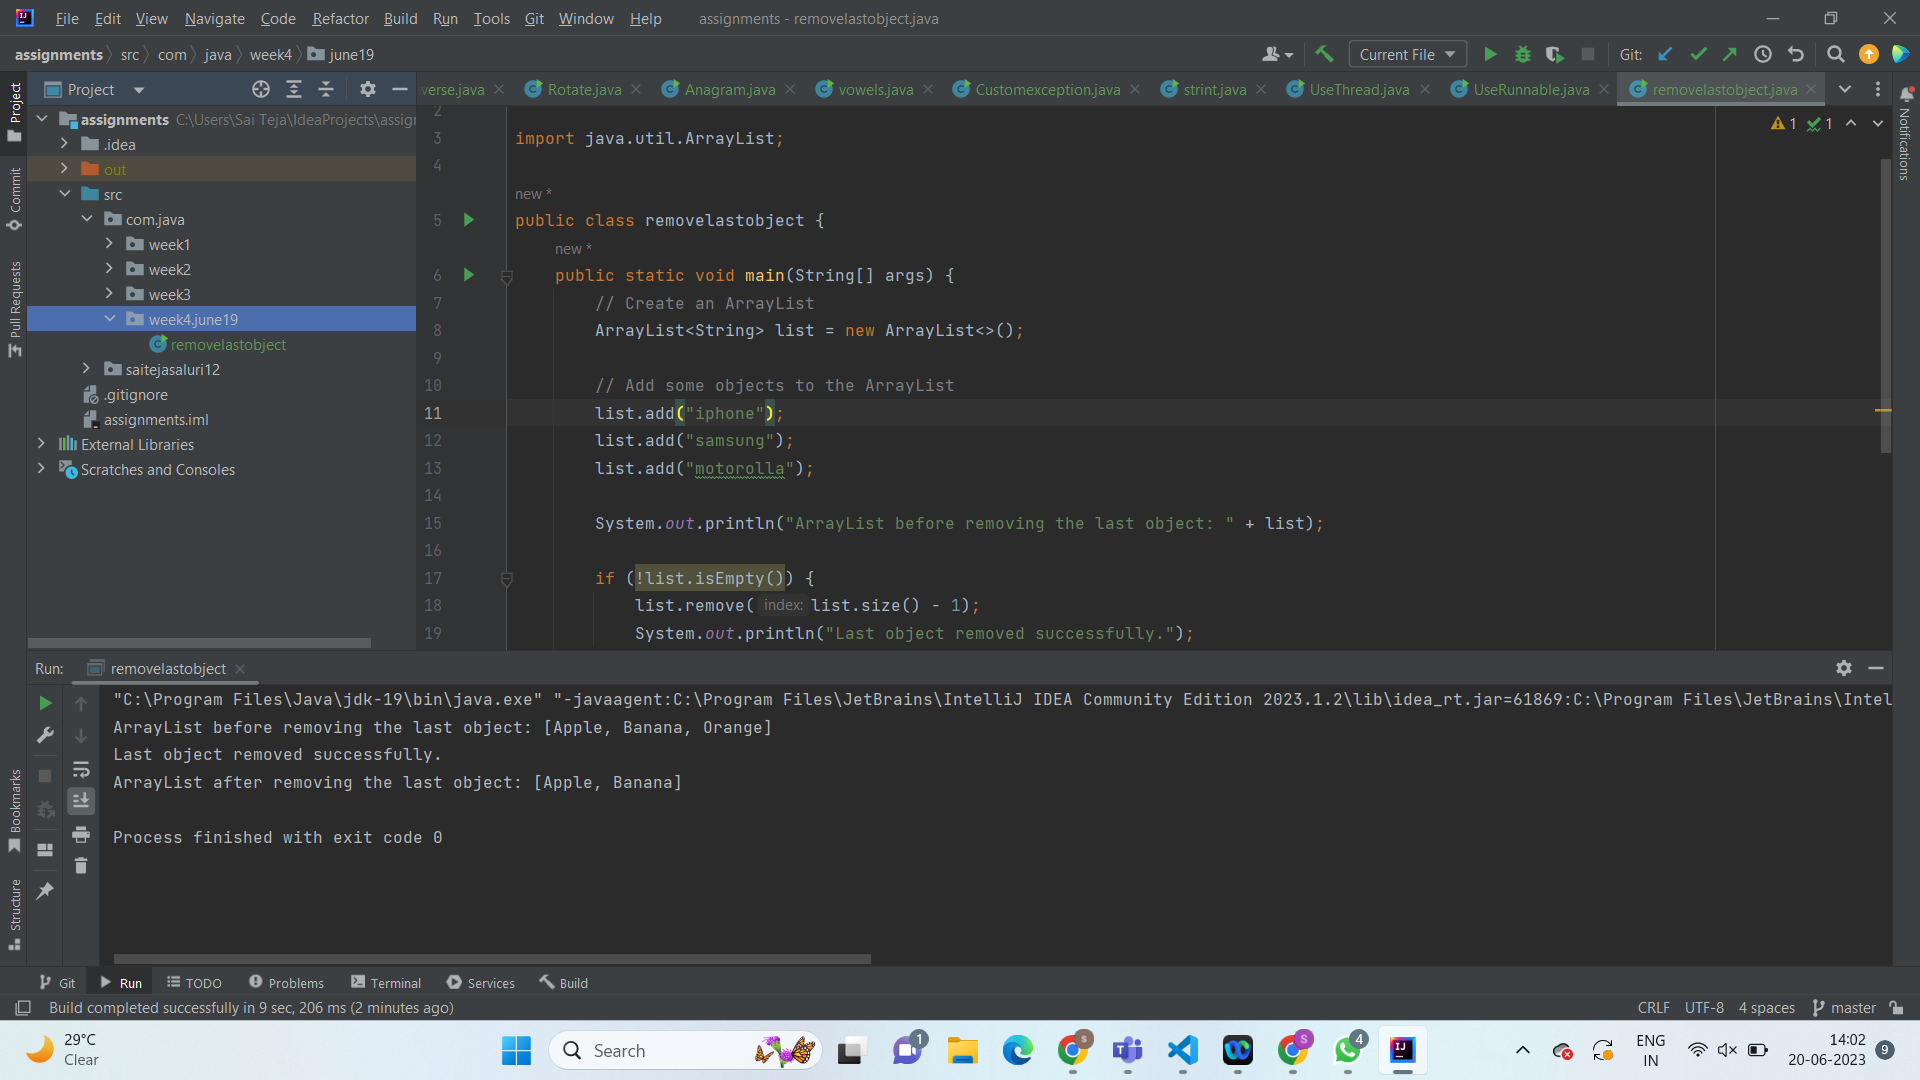 File Edit View Navigate Code Refactor Build Run Tools Git Window Help assignments - removelastobject.java
assignments src com java week4 june19 Current File Git:
Project
verse.java Rotate.java Anagram.java vowels.java Customexception.java strint.java UseThread.java UseRunnable.java removelastobject.java
assignments C:\Users\Sai Teja\IdeaProjects\assig
.idea
out
src
com.java
week1
week2
week3
week4.june19
removelastobject
saitejasaluri12
.gitignore
assignments.iml
External Libraries
Scratches and Consoles
Project
Commit
Pull Requests
Bookmarks
Structure
Notifications
1 1
2
3 import java.util.ArrayList;
4
new *
5 public class removelastobject {
new *
6 public static void main(String[] args) {
7 // Create an ArrayList
8 ArrayList<String> list = new ArrayList<>();
9
10 // Add some objects to the ArrayList
11 list.add("iphone");
12 list.add("samsung");
13 list.add("motorolla");
14
15 System.out.println("ArrayList before removing the last object: " + list);
16
17 if (!list.isEmpty()) {
18 list.remove( index: list.size() - 1);
19 System.out.println("Last object removed successfully.");
Run: removelastobject
"C:\Program Files\Java\jdk-19\bin\java.exe" "-javaagent:C:\Program Files\JetBrains\IntelliJ IDEA Community Edition 2023.1.2\lib\idea_rt.jar=61869:C:\Program Files\JetBrains\Intel
ArrayList before removing the last object: [Apple, Banana, Orange]
Last object removed successfully.
ArrayList after removing the last object: [Apple, Banana]
Process finished with exit code 0
Git Run TODO Problems Terminal Services Build
Build completed successfully in 9 sec, 206 ms (2 minutes ago) CRLF UTF-8 4 spaces master
29°C
Clear
Search
1
S
S
4
ENG
IN
14:02
20-06-2023
9